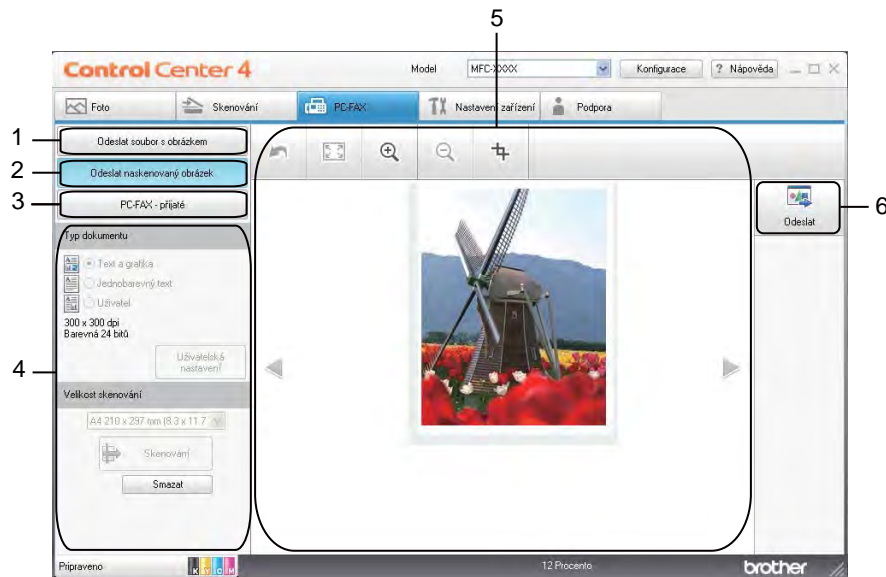 5
Control Center 4
Model
MFC-XXXX
Konfigurace
? Nápověda
Foto
Skenování
PC-FAX
Nastavení zařízení
Podpora
1
Odeslat soubor s obrázkem
2
Odeslat naskenovaný obrázek
3
PC-FAX - přijaté
6
Odeslat
Typ dokumentu
Text a grafika
Jednobarevný text
Uživatel
300 x 300 dpi
Barevná 24 bitů
Uživatelská
nastavení
4
Velikost skenování
A4 210 x 297 mm (8.3 x 11.7
Skenování
Smazat
Pripraveno
K Y C M
12 Procento
brother